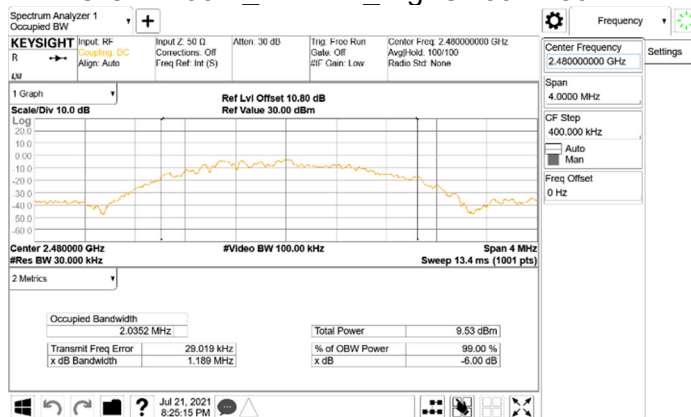 Spectrum Analyzer 1
Occupied BW
Frequency
KEYSIGHT
Input: RF
Coupling: DC
Align: Auto
Input Z: 50 Ω
Corrections: Off
Freq Ref: Int (S)
Atten: 30 dB
Trig: Free Run
Gate: Off
#IF Gain: Low
Center Freq: 2.480000000 GHz
Avg|Hold: 100/100
Radio Std: None
R
LXI
Center Frequency
2.480000000 GHz
Settings
Span
4.0000 MHz
CF Step
400.000 kHz
Auto
Man
Freq Offset
0 Hz
1 Graph
Scale/Div 10.0 dB
Ref Lvl Offset 10.80 dB
Ref Value 30.00 dBm
Log
20.0
10.0
0.00
-10.0
-20.0
-30.0
-40.0
-50.0
-60.0
Center 2.480000 GHz
#Res BW 30.000 kHz
#Video BW 100.00 kHz
Span 4 MHz
Sweep 13.4 ms (1001 pts)
2 Metrics
Occupied Bandwidth
2.0352 MHz
Transmit Freq Error 29.019 kHz
x dB Bandwidth 1.189 MHz
Total Power 9.53 dBm
% of OBW Power 99.00 %
x dB -6.00 dB
?
Jul 21, 2021
8:25:15 PM